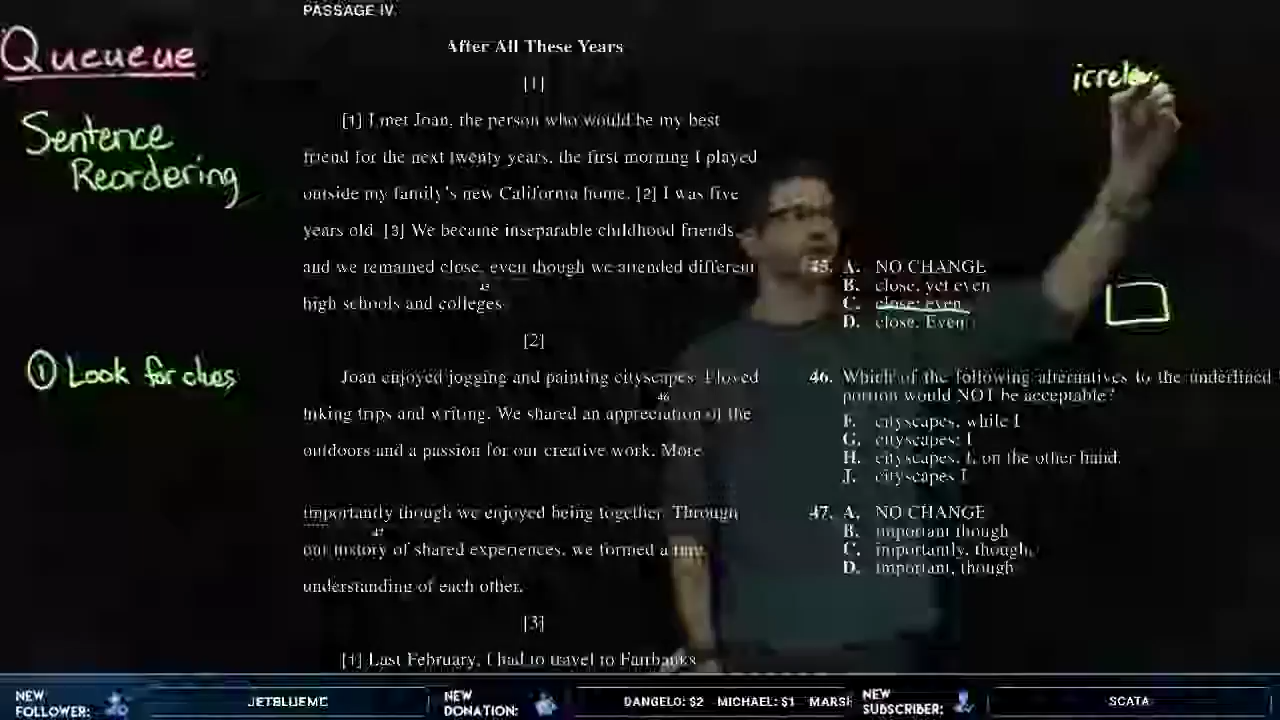 PASSAGE IV.
Queueue
Sentence
Reordering
① Look for clues
After All These Years
[1]
[1] I met Joan, the person who would be my best
friend for the next twenty years, the first morning I played
outside my family's new California home. [2] I was five
years old. [3] We became inseparable childhood friends,
and we remained close, even though we attended different
45
high schools and colleges
[2]
Joan enjoyed jogging and painting cityscapes. I loved
46
hiking trips and writing. We shared an appreciation of the
outdoors and a passion for our creative work. More
importantly though we enjoyed being together. Through
47
our history of shared experiences, we formed a
understanding of each other.
[3]
[1] Last February, I had to travel to Fairbanks
45. A. NO CHANGE
B. close, yet even
C. close; even
D. close. Even
46. Which of the following alternatives to the underlined
portion would NOT be acceptable?
F. cityscapes, while I
G. cityscapes; I
H. cityscapes. I, on the other hand,
J. cityscapes I
47. A. NO CHANGE
B. important though
C. importantly, though,
D. important, though
NEW
FOLLOWER:
JETBLUEME
NEW
DONATION:
DANGELO: $2 MICHAEL: $1 MARSH
NEW
SUBSCRIBER:
SCATA